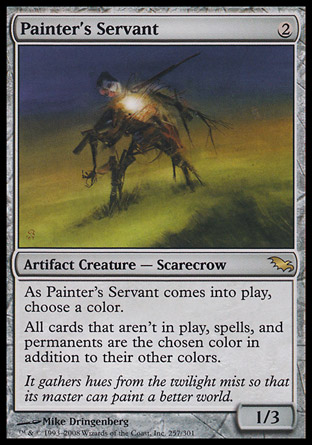 Painter's Servant 2
Artifact Creature — Scarecrow
As Painter's Servant comes into play,
choose a color.
All cards that aren't in play, spells, and
permanents are the chosen color in
addition to their other colors.
It gathers hues from the twilight mist so that
its master can paint a better world.
Mike Dringenberg
™ & © 1993–2008 Wizards of the Coast, Inc. 257/301
1/3